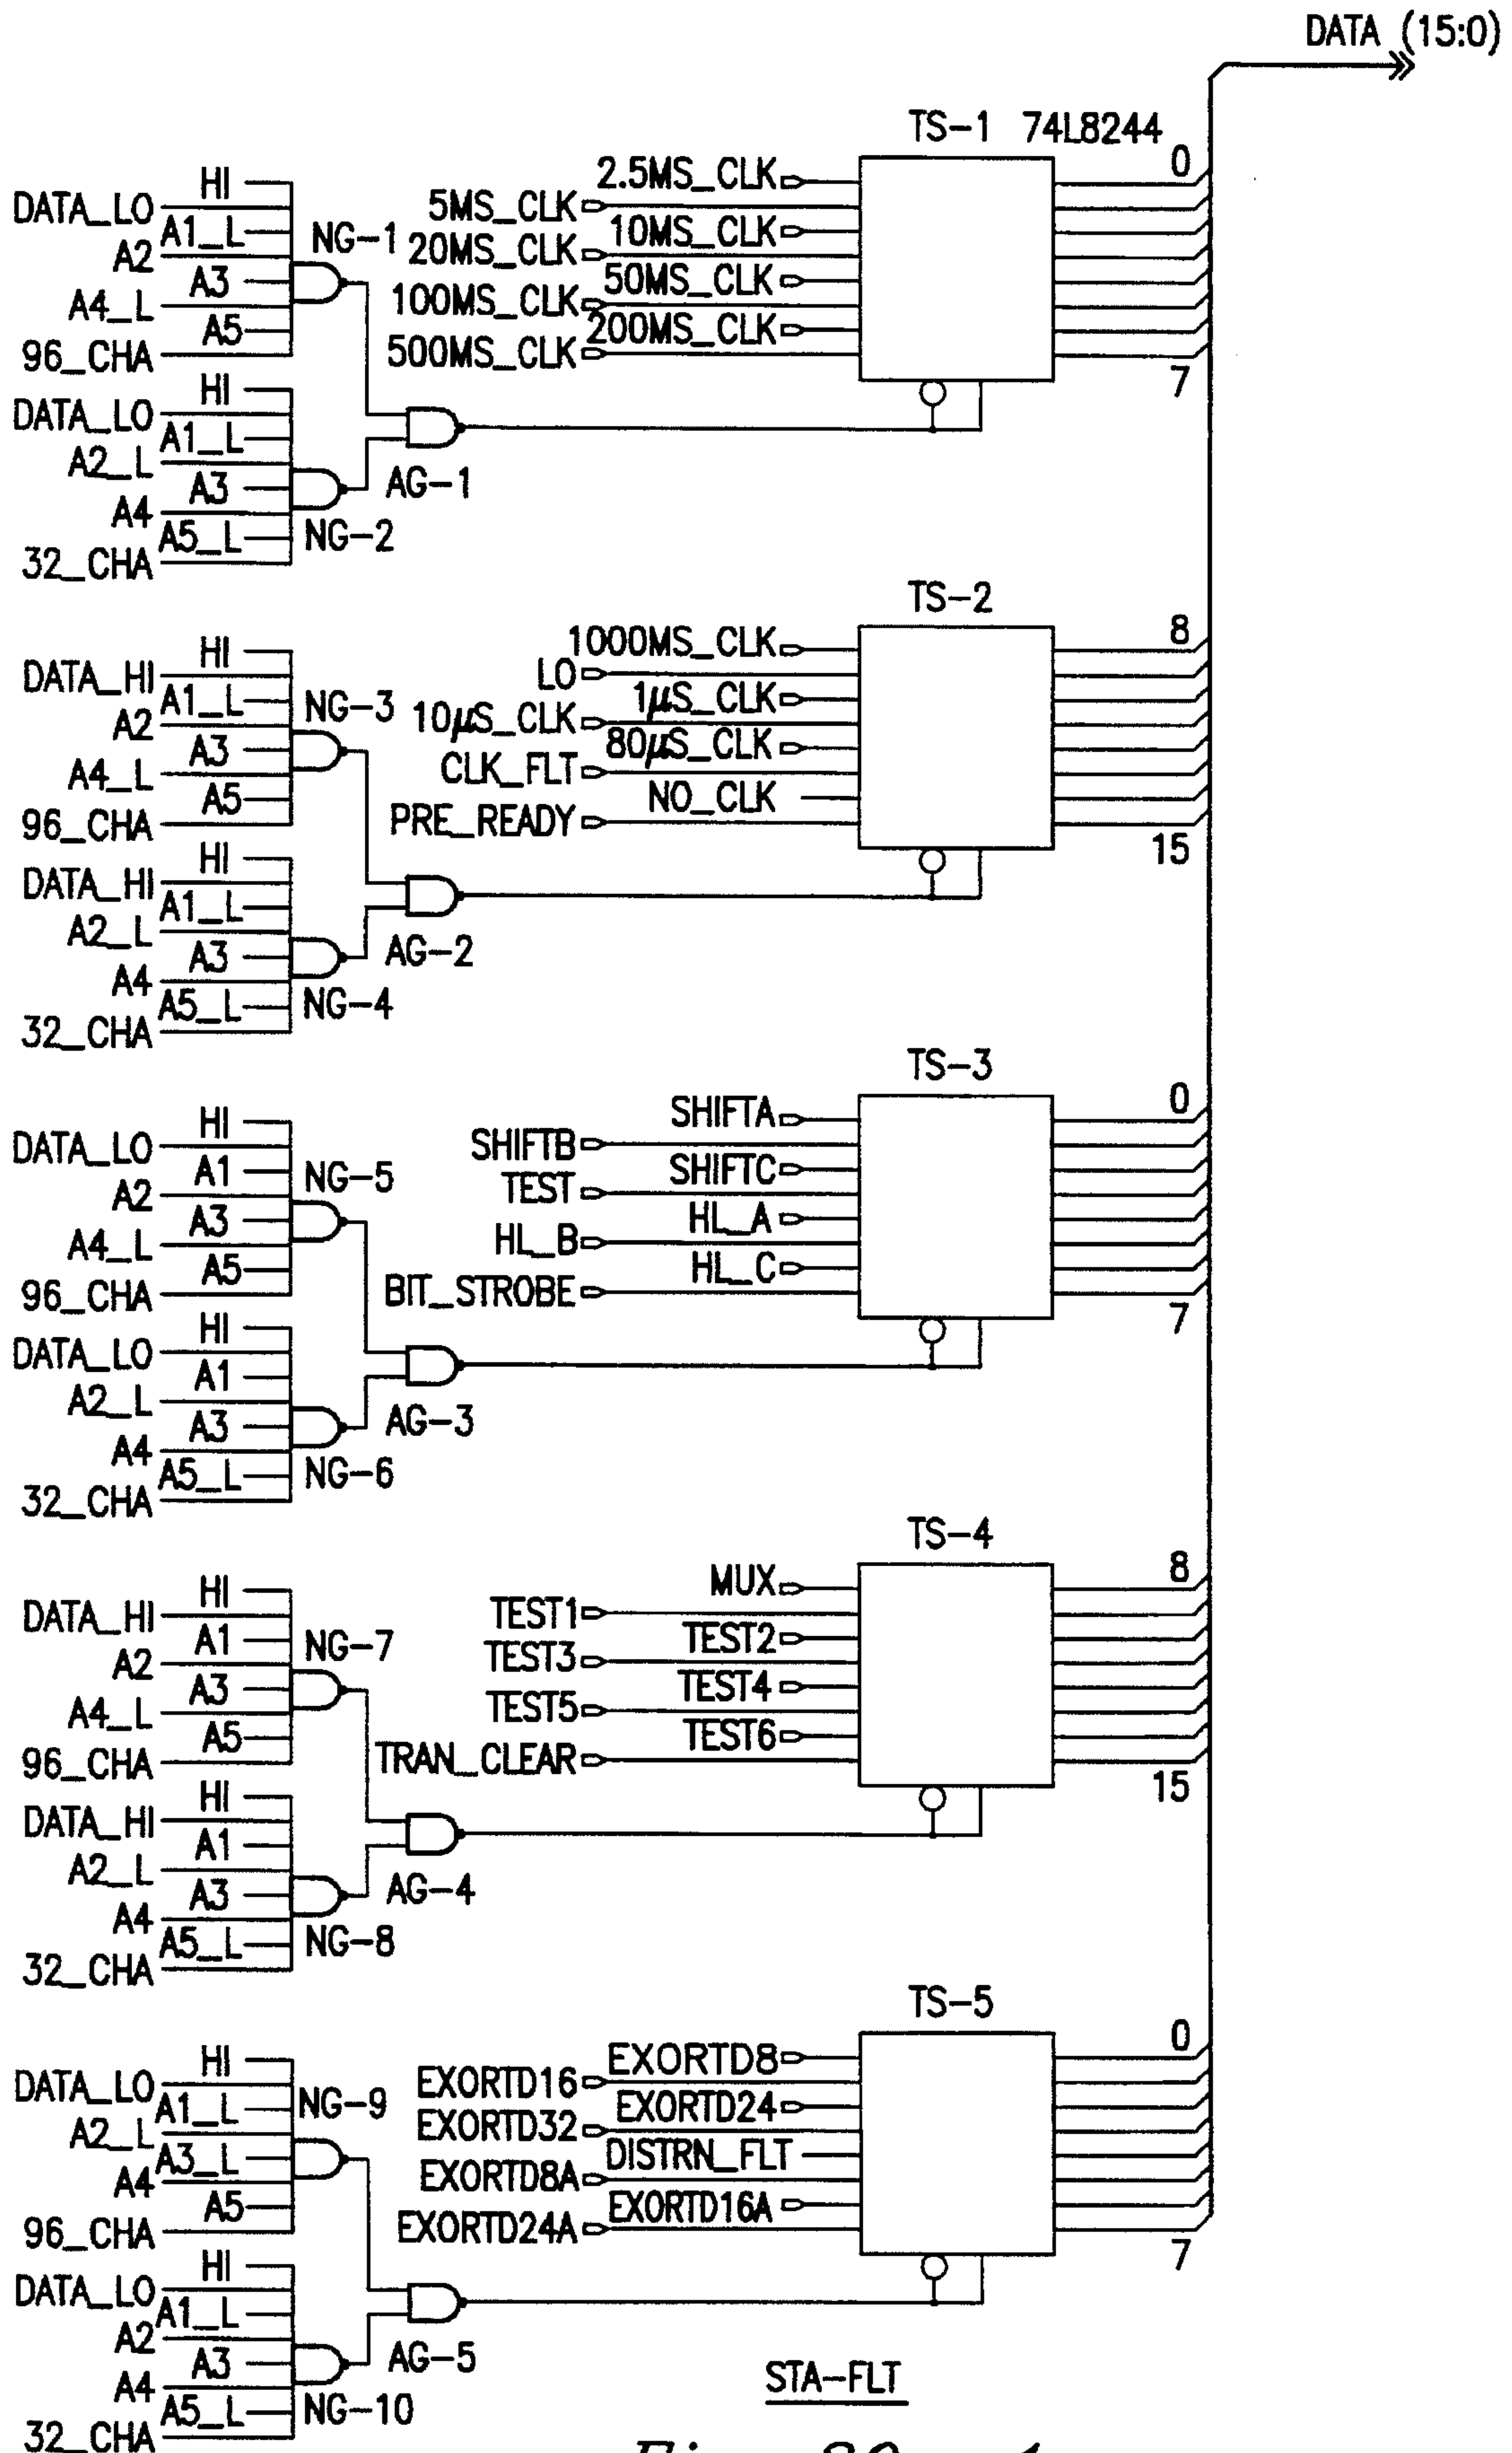 DATA (15:0)
TS-1 74L8244
HI
DATA_LO
A1_L
A2
A3
A4_L
A5
96_CHA
NG-1
HI
DATA_LO
A1_L
A2_L
A3
A4
A5_L
32_CHA
NG-2
AG-1
2.5MS_CLK
5MS_CLK
10MS_CLK
20MS_CLK
50MS_CLK
100MS_CLK
200MS_CLK
500MS_CLK
0
7
TS-2
HI
DATA_HI
A1_L
A2
A3
A4_L
A5
96_CHA
NG-3
HI
DATA_HI
A1_L
A2_L
A3
A4
A5_L
32_CHA
NG-4
AG-2
1000MS_CLK
LO
1µS_CLK
10µS_CLK
80µS_CLK
CLK_FLT
NO_CLK
PRE_READY
8
15
TS-3
HI
DATA_LO
A1
A2
A3
A4_L
A5
96_CHA
NG-5
HI
DATA_LO
A1
A2_L
A3
A4
A5_L
32_CHA
NG-6
AG-3
SHIFTA
SHIFTB
SHIFTC
TEST
HL_A
HL_B
HL_C
BIT_STROBE
0
7
TS-4
HI
DATA_HI
A1
A2
A3
A4_L
A5
96_CHA
NG-7
HI
DATA_HI
A1
A2_L
A3
A4
A5_L
32_CHA
NG-8
AG-4
MUX
TEST1
TEST2
TEST3
TEST4
TEST5
TEST6
TRAN_CLEAR
8
15
TS-5
HI
DATA_LO
A1_L
A2_L
A3_L
A4
A5
96_CHA
NG-9
HI
DATA_LO
A1_L
A2
A3
A4
A5_L
32_CHA
NG-10
AG-5
EXORTD8
EXORTD16
EXORTD24
EXORTD32
DISTRN_FLT
EXORTD8A
EXORTD16A
EXORTD24A
0
7
STA-FLT